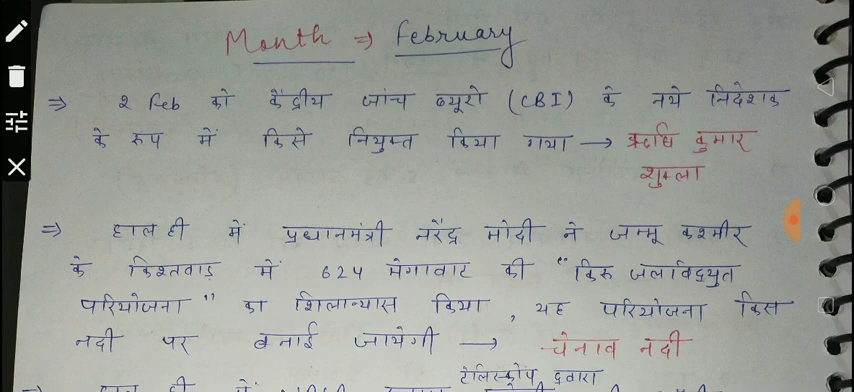 Month ⇒ february
⇒ २ feb को केंद्रीय जांच ब्यूरो (CBI) के नये निदेशक
के रूप में किसे नियुक्त किया गया → ऋषि कुमार
शुक्ला
⇒ हाल ही में प्रधानमंत्री नरेंद्र मोदी ने जम्मू कश्मीर
के किश्तवाड़ में 624 मेगावाट की "किरू जलविद्युत
परियोजना" का शिलान्यास किया, यह परियोजना किस
नदी पर बनाई जायेगी → चेनाव नदी
टेलिस्कोप द्वारा
⇒ हाल ही में